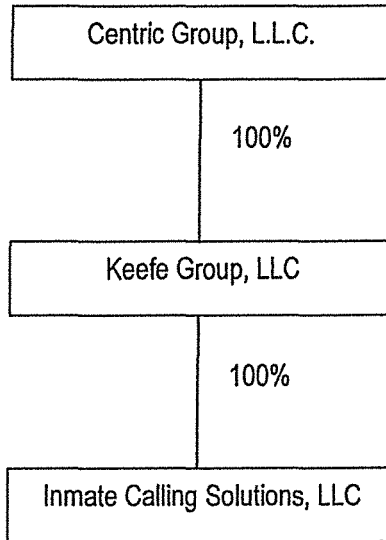 Centric Group, L.L.C.
100%
Keefe Group, LLC
100%
Inmate Calling Solutions, LLC